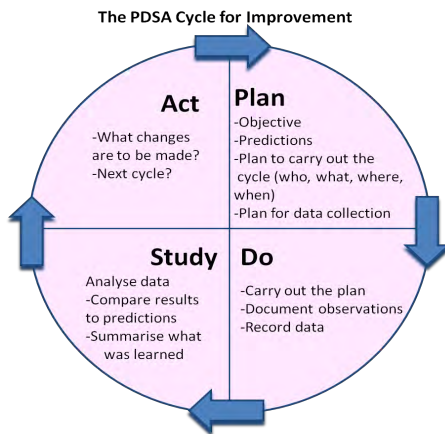 The PDSA Cycle for Improvement
Act
-What changes
are to be made?
-Next cycle?
Plan
-Objective
-Predictions
-Plan to carry out the
cycle (who, what, where,
when)
-Plan for data collection
Study
Analyse data
-Compare results
to predictions
-Summarise what
was learned
Do
-Carry out the plan
-Document observations
-Record data